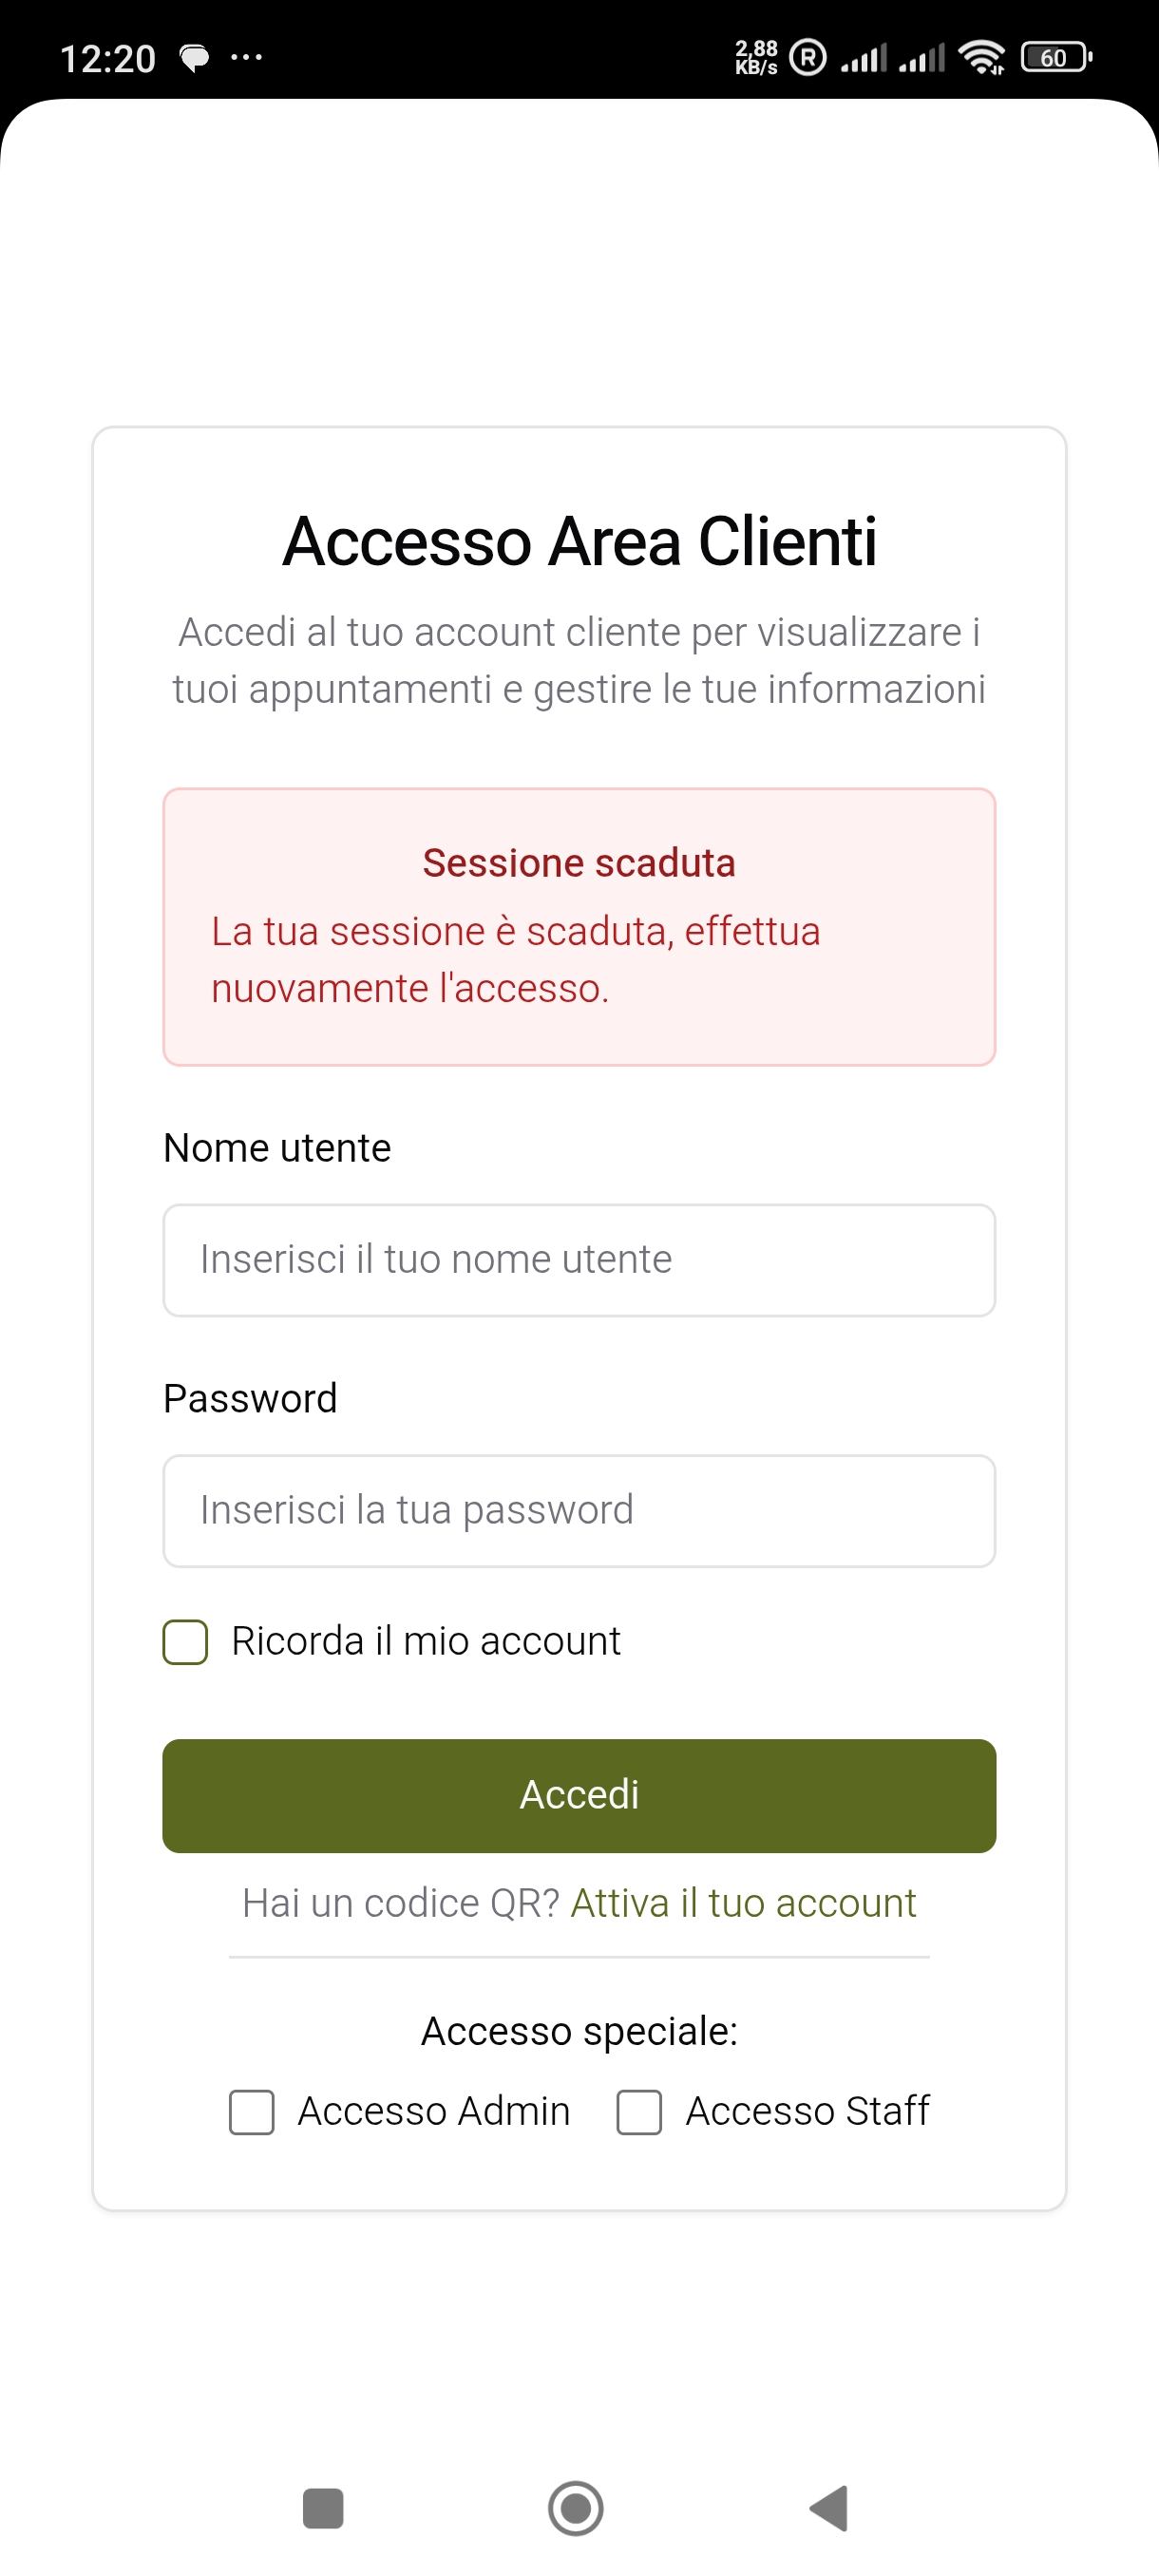 12:20
2,88
KB/s
R
60
Accesso Area Clienti
Accedi al tuo account cliente per visualizzare i
tuoi appuntamenti e gestire le tue informazioni
Sessione scaduta
La tua sessione è scaduta, effettua
nuovamente l'accesso.
Nome utente
Inserisci il tuo nome utente
Password
Inserisci la tua password
Ricorda il mio account
Accedi
Hai un codice QR? Attiva il tuo account
Accesso speciale:
Accesso Admin Accesso Staff